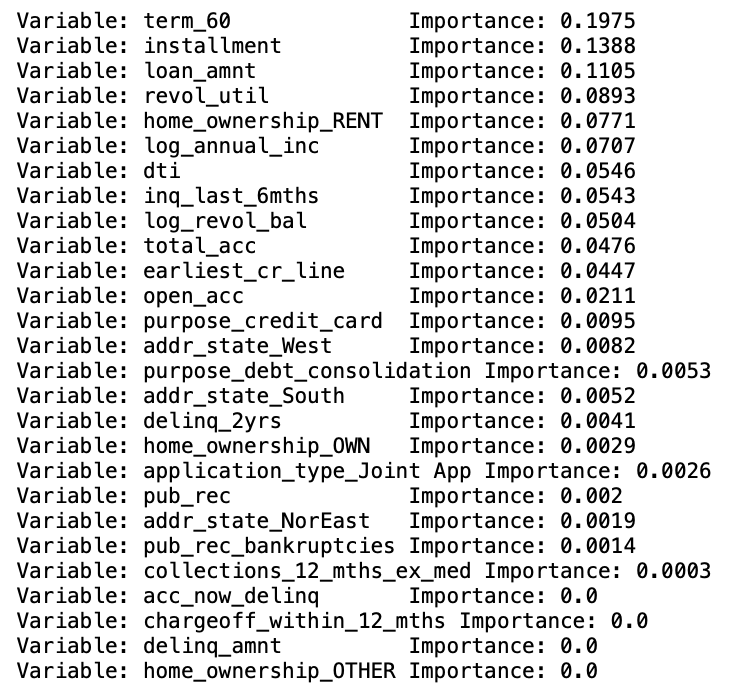 Variable: term_60 Importance: 0.1975
Variable: installment Importance: 0.1388
Variable: loan_amnt Importance: 0.1105
Variable: revol_util Importance: 0.0893
Variable: home_ownership_RENT Importance: 0.0771
Variable: log_annual_inc Importance: 0.0707
Variable: dti Importance: 0.0546
Variable: inq_last_6mths Importance: 0.0543
Variable: log_revol_bal Importance: 0.0504
Variable: total_acc Importance: 0.0476
Variable: earliest_cr_line Importance: 0.0447
Variable: open_acc Importance: 0.0211
Variable: purpose_credit_card Importance: 0.0095
Variable: addr_state_West Importance: 0.0082
Variable: purpose_debt_consolidation Importance: 0.0053
Variable: addr_state_South Importance: 0.0052
Variable: delinq_2yrs Importance: 0.0041
Variable: home_ownership_OWN Importance: 0.0029
Variable: application_type_Joint App Importance: 0.0026
Variable: pub_rec Importance: 0.002
Variable: addr_state_NorEast Importance: 0.0019
Variable: pub_rec_bankruptcies Importance: 0.0014
Variable: collections_12_mths_ex_med Importance: 0.0003
Variable: acc_now_delinq Importance: 0.0
Variable: chargeoff_within_12_mths Importance: 0.0
Variable: delinq_amnt Importance: 0.0
Variable: home_ownership_OTHER Importance: 0.0